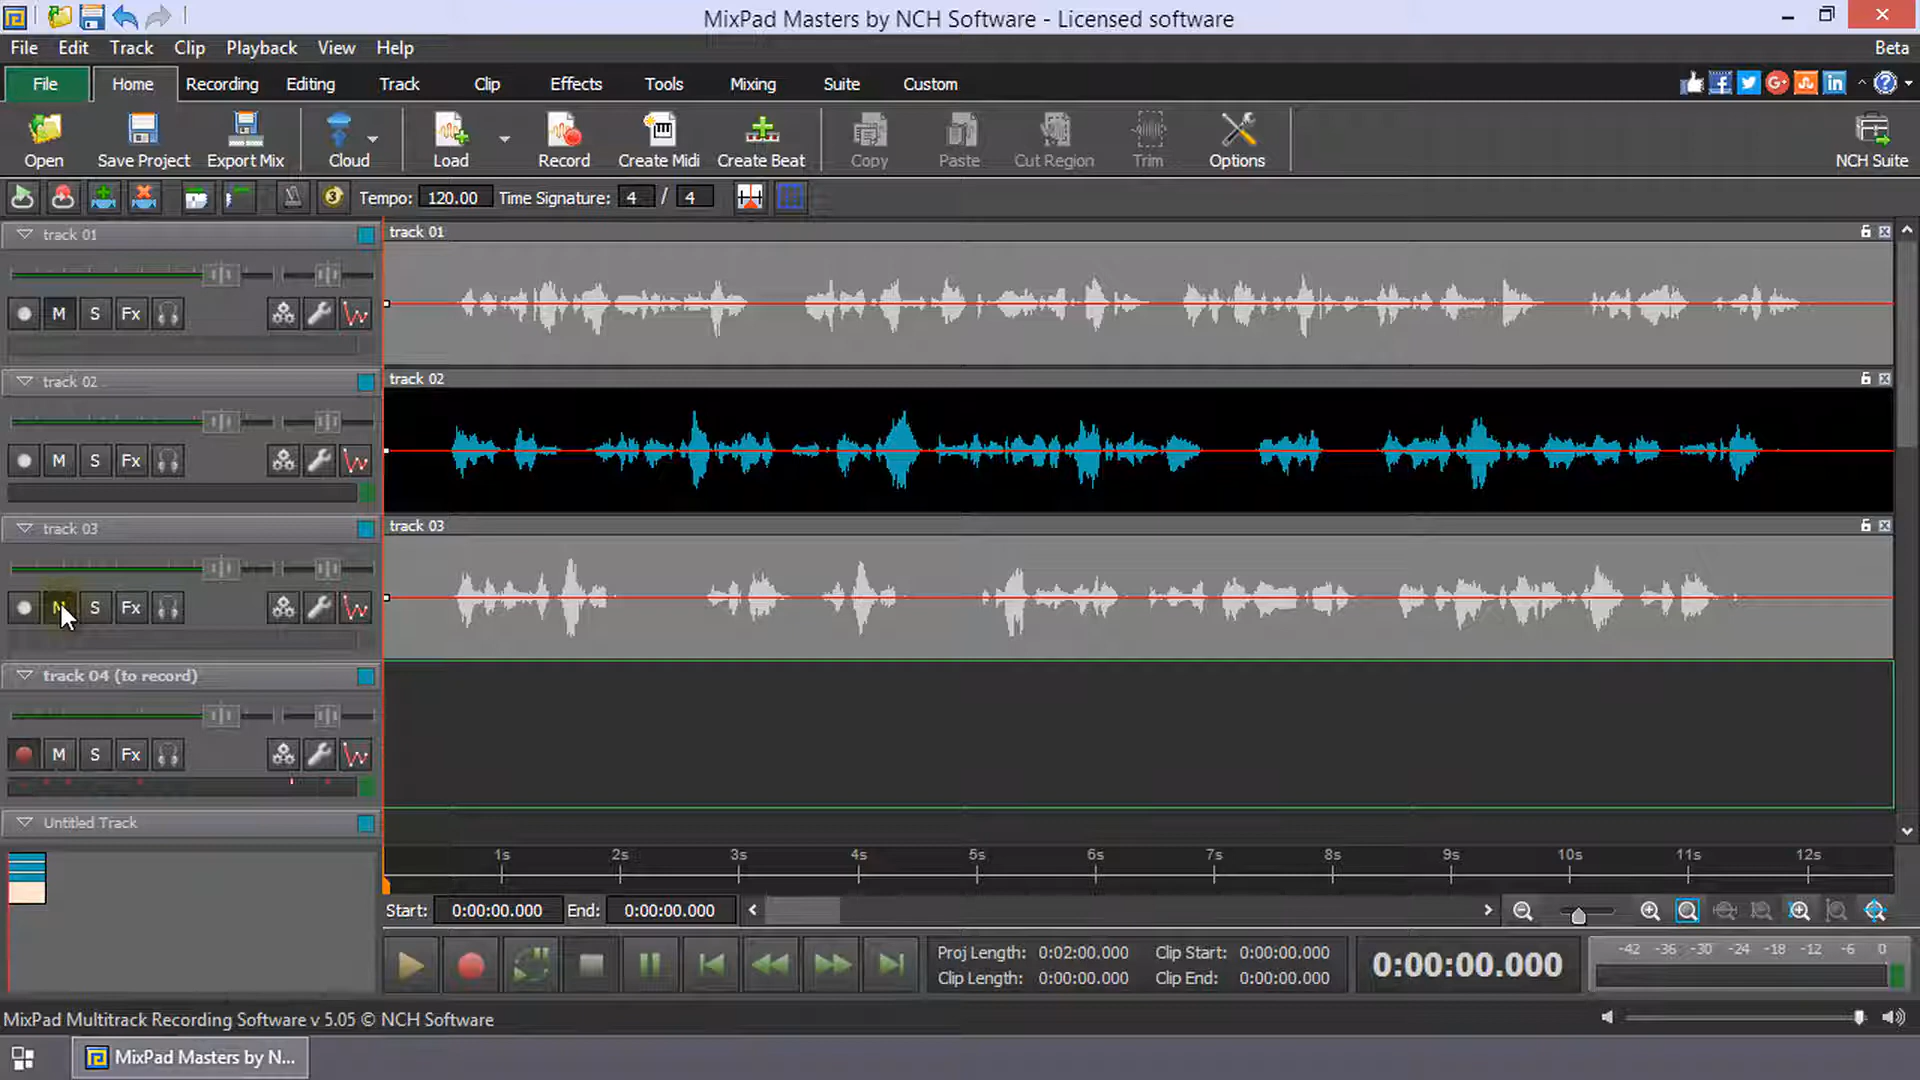 MixPad Masters by NCH Software - Licensed software
File Edit Track Clip Playback View Help Beta
File Home Recording Editing Track Clip Effects Tools Mixing Suite Custom
Open Save Project Export Mix Cloud Load Record Create Midi Create Beat Copy Paste Cut Region Trim Options NCH Suite
Tempo: 120.00 Time Signature: 4 / 4
track 01 track 01
M S Fx
track 02 track 02
M S Fx
track 03 track 03
M S Fx
track 04 (to record)
M S Fx
Untitled Track
1s 2s 3s 4s 5s 6s 7s 8s 9s 10s 11s 12s
Start: 0:00:00.000 End: 0:00:00.000
Proj Length: 0:02:00.000 Clip Start: 0:00:00.000
Clip Length: 0:00:00.000 Clip End: 0:00:00.000
0:00:00.000
-42 -36 -30 -24 -18 -12 -6 0
MixPad Multitrack Recording Software v 5.05 © NCH Software
MixPad Masters by N...